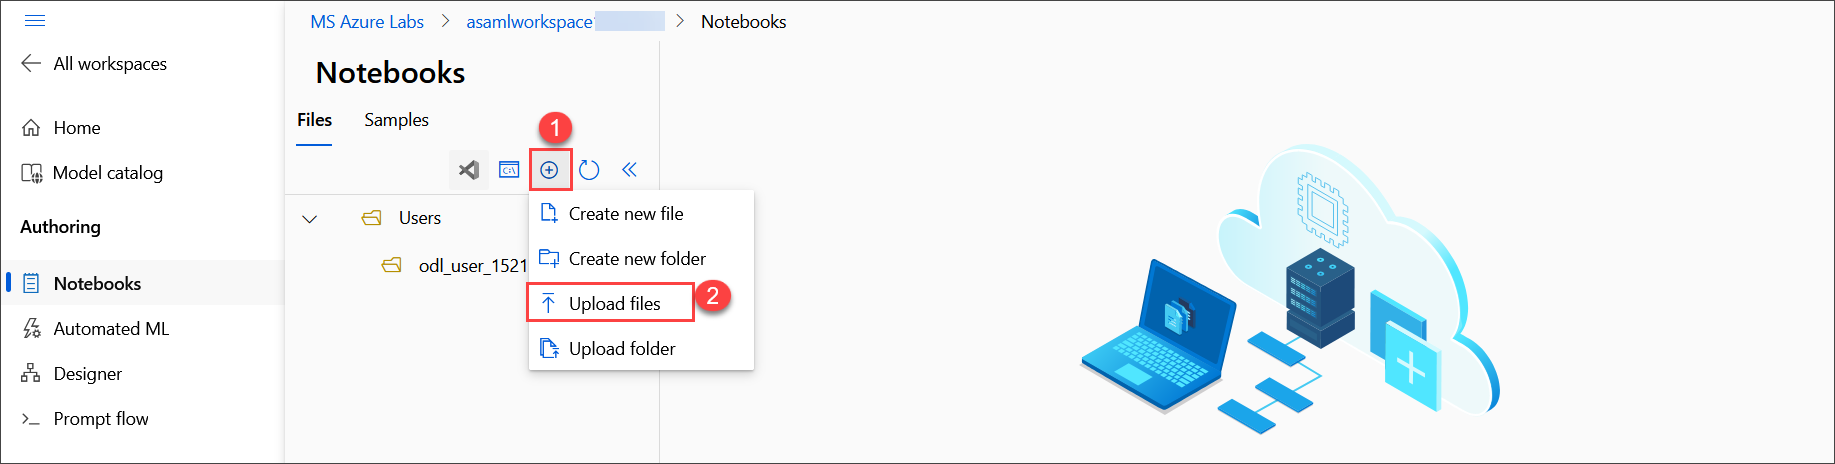 MS Azure Labs > asamlworkspace > Notebooks
All workspaces
Notebooks
Files Samples
Home
1
Model catalog
Create new file
Users
Authoring
Create new folder
odl_user_1521
Notebooks
Upload files
2
Automated ML
Upload folder
Designer
Prompt flow